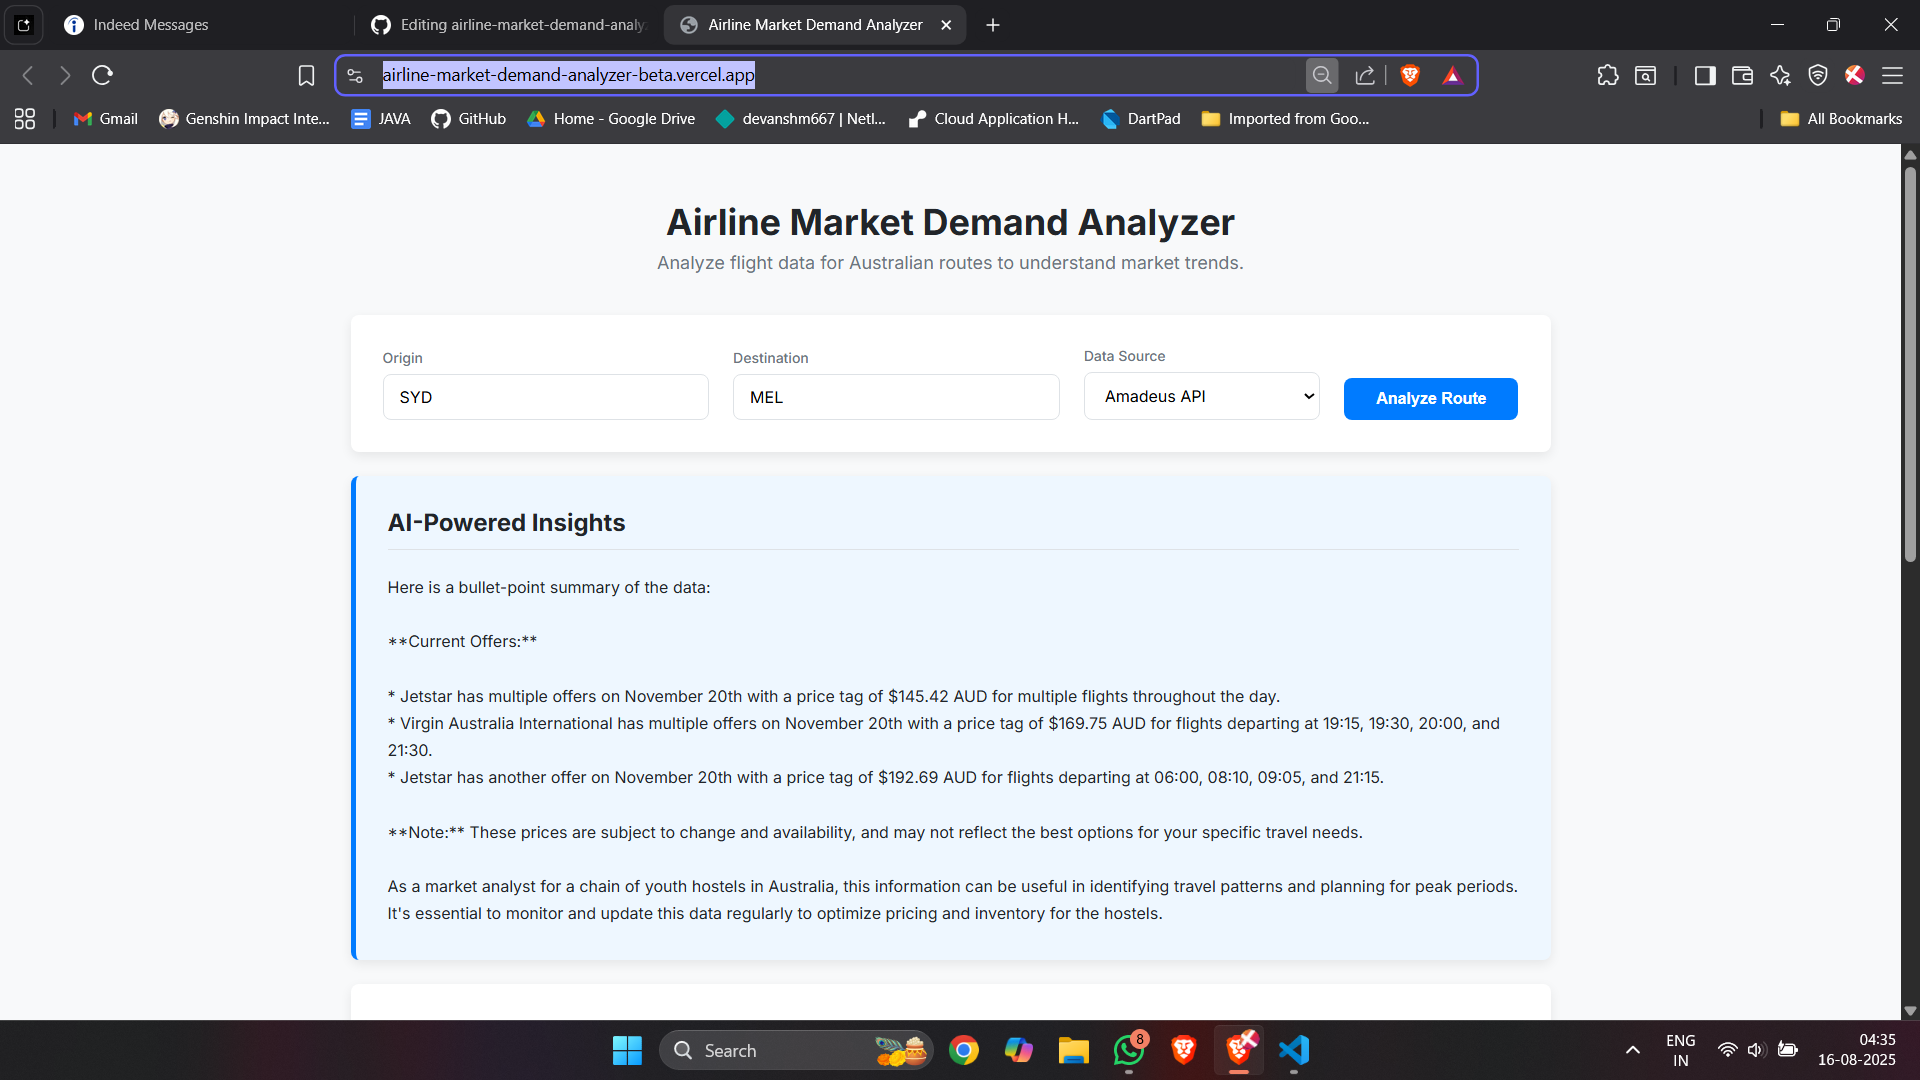 Indeed Messages
Editing airline-market-demand-analy
Airline Market Demand Analyzer
airline-market-demand-analyzer-beta.vercel.app
Gmail
Genshin Impact Inte...
JAVA
GitHub
Home - Google Drive
devanshm667 | Netl...
Cloud Application H...
DartPad
Imported from Goo...
All Bookmarks
Airline Market Demand Analyzer
Analyze flight data for Australian routes to understand market trends.
Origin
Destination
Data Source
SYD
MEL
Amadeus API
Analyze Route
AI-Powered Insights
Here is a bullet-point summary of the data:
**Current Offers:**
* Jetstar has multiple offers on November 20th with a price tag of $145.42 AUD for multiple flights throughout the day.
* Virgin Australia International has multiple offers on November 20th with a price tag of $169.75 AUD for flights departing at 19:15, 19:30, 20:00, and
21:30.
* Jetstar has another offer on November 20th with a price tag of $192.69 AUD for flights departing at 06:00, 08:10, 09:05, and 21:15.
**Note:** These prices are subject to change and availability, and may not reflect the best options for your specific travel needs.
As a market analyst for a chain of youth hostels in Australia, this information can be useful in identifying travel patterns and planning for peak periods.
It's essential to monitor and update this data regularly to optimize pricing and inventory for the hostels.
Search
8
ENG
IN
04:35
16-08-2025